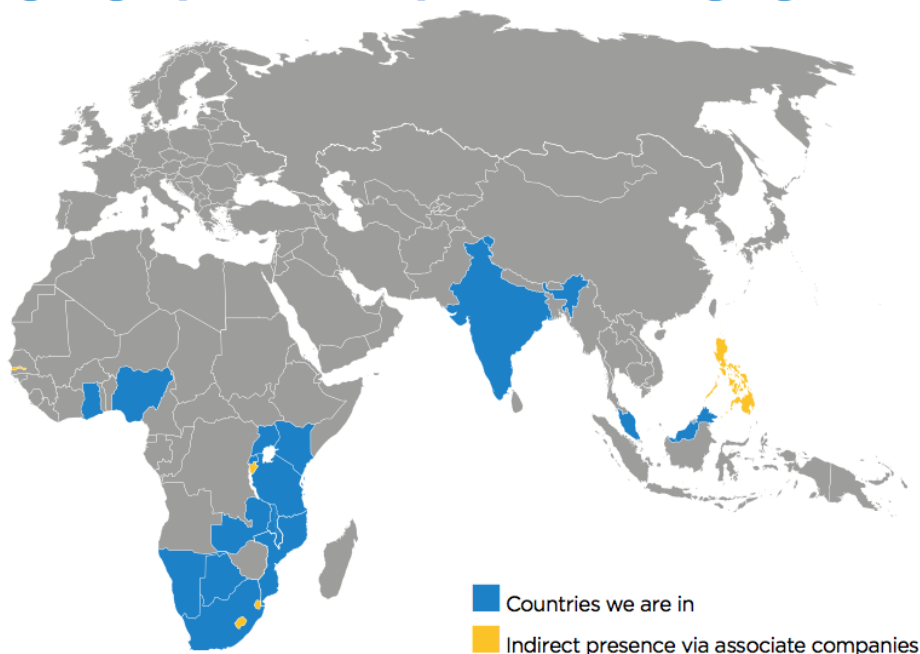 Countries we are in
Indirect presence via associate companies